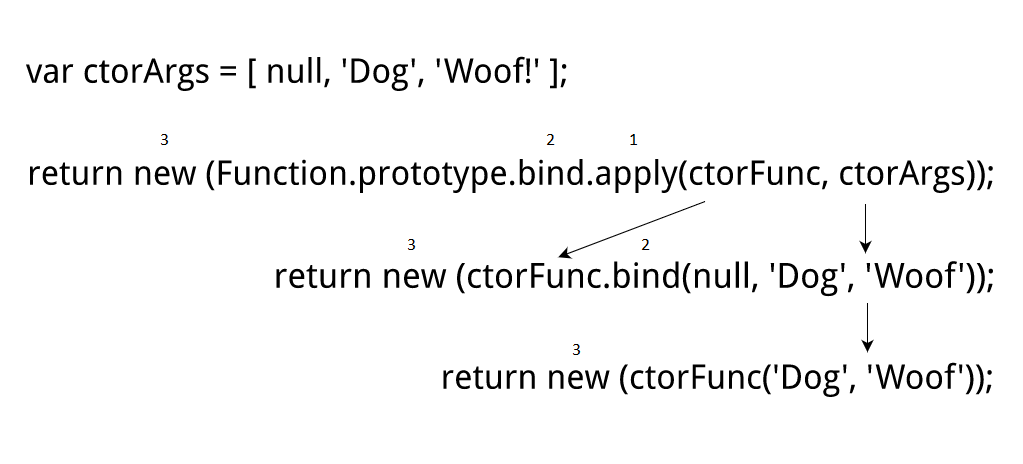 var ctorArgs = [ null, 'Dog', 'Woof!' ];
3 2 1
return new (Function.prototype.bind.apply(ctorFunc, ctorArgs));
3 2
return new (ctorFunc.bind(null, 'Dog', 'Woof'));
3
return new (ctorFunc('Dog', 'Woof'));